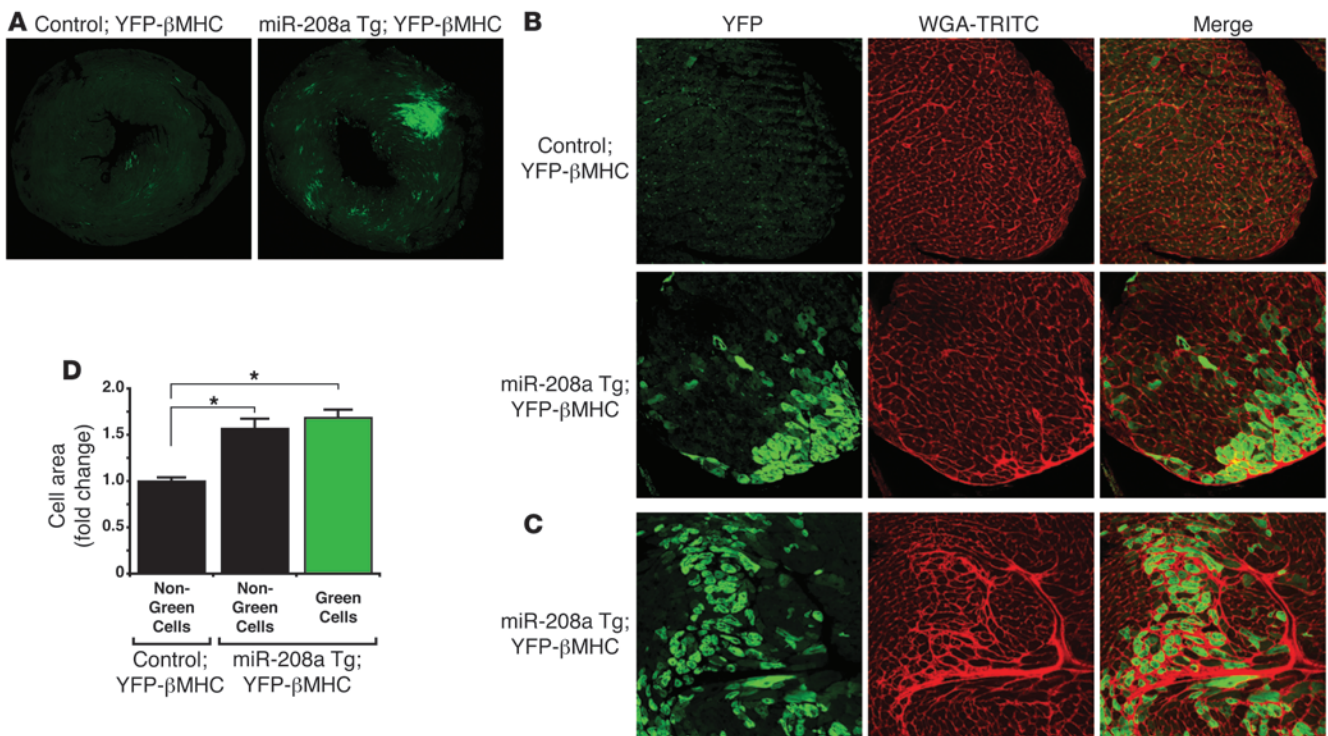 A Control; YFP-βMHC miR-208a Tg; YFP-βMHC
B YFP WGA-TRITC Merge
Control;
YFP-βMHC
miR-208a Tg;
YFP-βMHC
C
miR-208a Tg;
YFP-βMHC
D
Cell area
(fold change)
2.0
1.5
1.0
0.5
0
*
*
Non-
Green
Cells
Non-
Green
Cells
Green
Cells
Control;
YFP-βMHC
miR-208a Tg;
YFP-βMHC